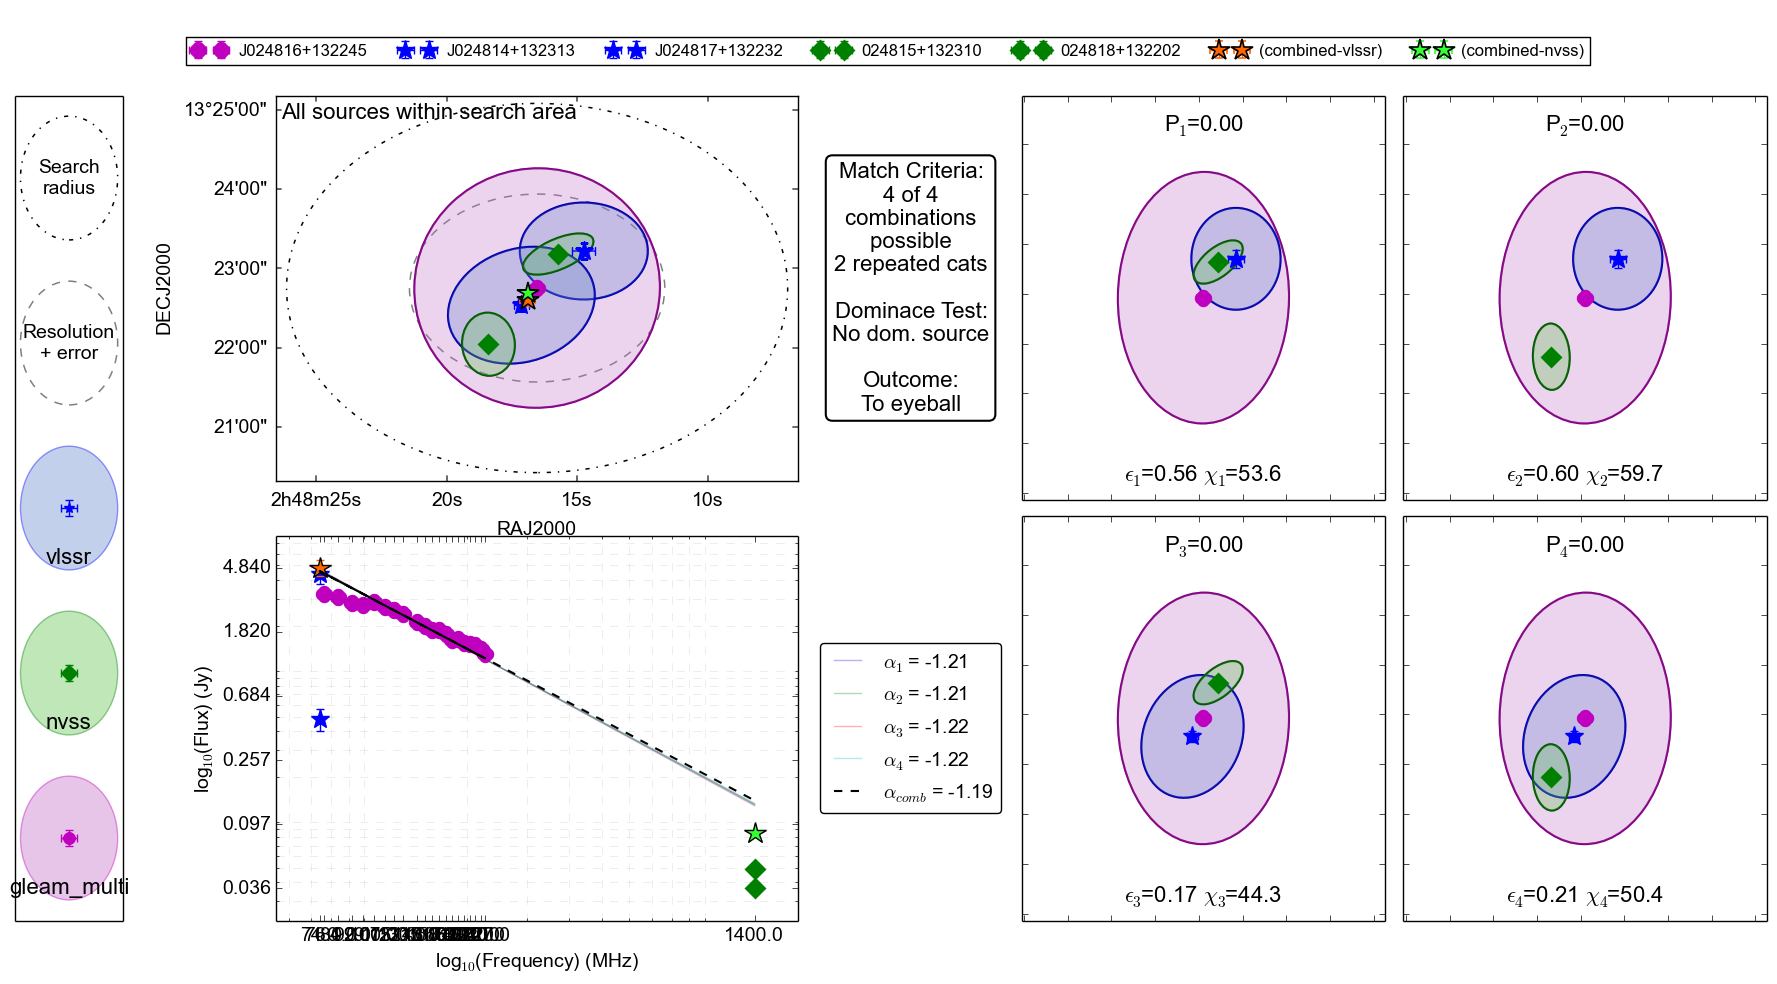 J024816+132245 J024814+132313 J024817+132232 024815+132310 024818+132202 (combined-vlssr) (combined-nvss)
Search
radius
Resolution
+ error
vlssr
nvss
gleam_multi
All sources within search area
13°25'00"
24'00"
23'00"
22'00"
21'00"
DECJ2000
2h48m25s 20s 15s 10s
RAJ2000
Match Criteria:
4 of 4
combinations
possible
2 repeated cats
Dominace Test:
No dom. source
Outcome:
To eyeball
P1=0.00
ϵ1=0.56 χ1=53.6
P2=0.00
ϵ2=0.60 χ2=59.7
4.840
1.820
0.684
0.257
0.097
0.036
log10(Flux) (Jy)
1400.0
log10(Frequency) (MHz)
α1 = -1.21
α2 = -1.21
α3 = -1.22
α4 = -1.22
αcomb = -1.19
P3=0.00
ϵ3=0.17 χ3=44.3
P4=0.00
ϵ4=0.21 χ4=50.4